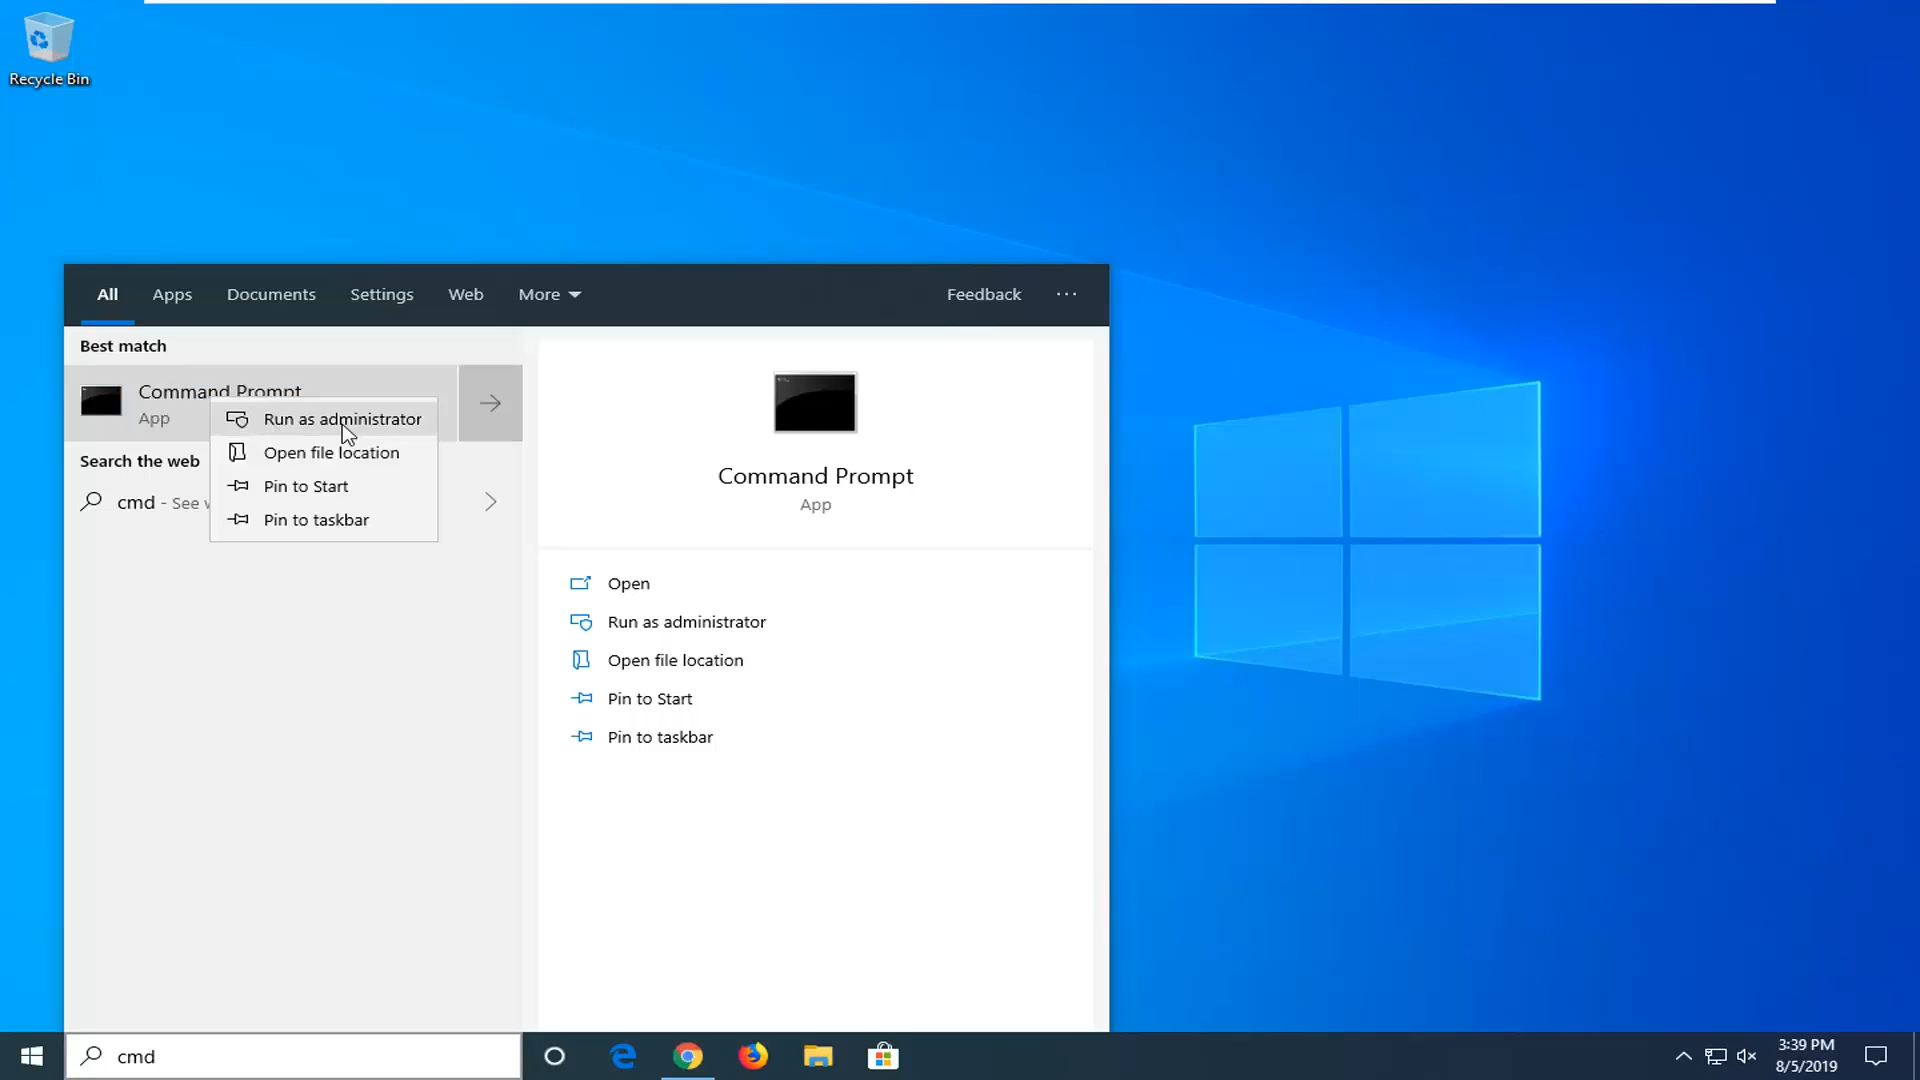 Recycle Bin
All Apps Documents Settings Web More Feedback ...
Best match
Command Prompt
App
Run as administrator
Open file location
Pin to Start
Pin to taskbar
Search the web
cmd - See
Command Prompt
App
Open
Run as administrator
Open file location
Pin to Start
Pin to taskbar
cmd
3:39 PM
8/5/2019